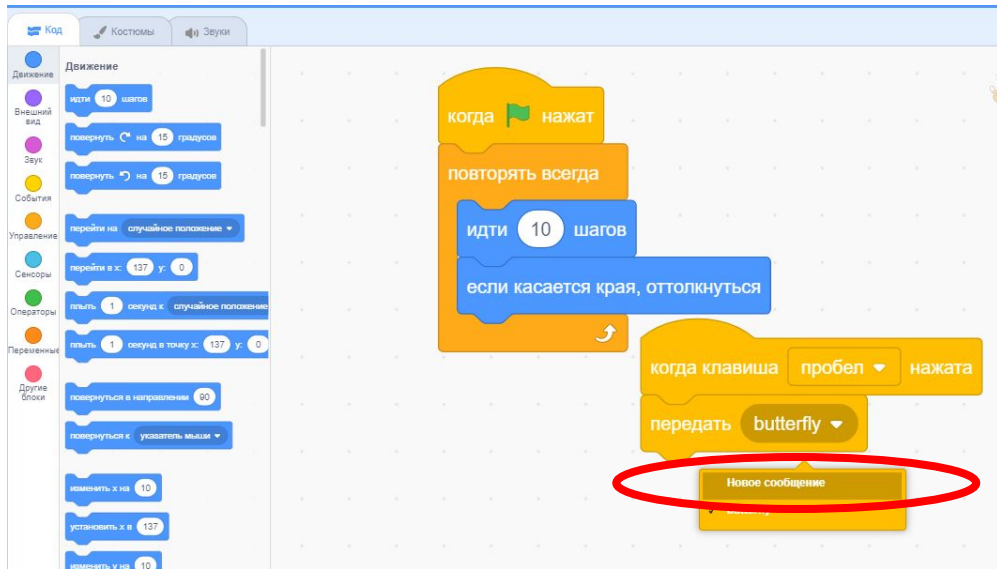 Код
Костюмы
Звуки
Движение
Внешний
вид
Звук
События
Управление
Сенсоры
Операторы
Переменные
Другие
блоки
Движение
идти 10 шагов
повернуть на 15 градусов
повернуть на 15 градусов
перейти на случайное положение
перейти в x: 137 y: 0
плыть 1 секунд к случайное положение
плыть 1 секунд в точку x: 137 y: 0
повернуться в направлении 90
повернуться к указатель мыши
изменить x на 10
установить x в 137
изменить y на 10
когда нажат
повторять всегда
идти 10 шагов
если касается края, оттолкнуться
когда клавиша пробел нажата
передать butterfly
Новое сообщение